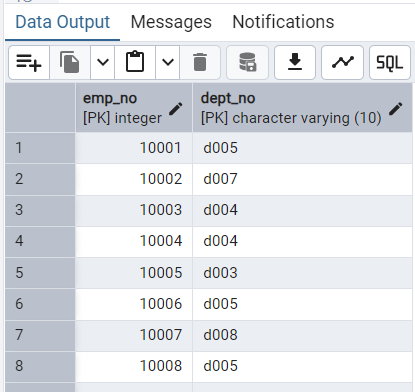 Data Output Messages Notifications
SQL
emp_no dept_no
[PK] integer [PK] character varying (10)
1 10001 d005
2 10002 d007
3 10003 d004
4 10004 d004
5 10005 d003
6 10006 d005
7 10007 d008
8 10008 d005